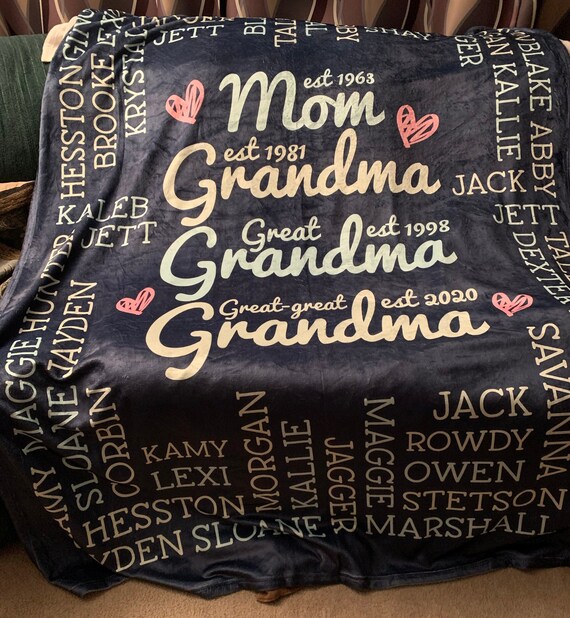 JETT
HESSTON
BROOKE
KRYSTA
KALLIE
BLAKE
ABBY
Mom est 1963
est 1981
Grandma
JACK
KALEB
JETT
JETT
DEXTER
Great est 1998
Grandma
Great-great est 2020
Grandma
MAGGIE HUNTER
SLOANE JAYDEN
CORBIN
KAMY
LEXI
HESSTON
SLOANE
MORGAN
KALLIE
JAGGER
MAGGIE
JACK
ROWDY
OWEN
STETSON
MARSHALL
SAVANNA